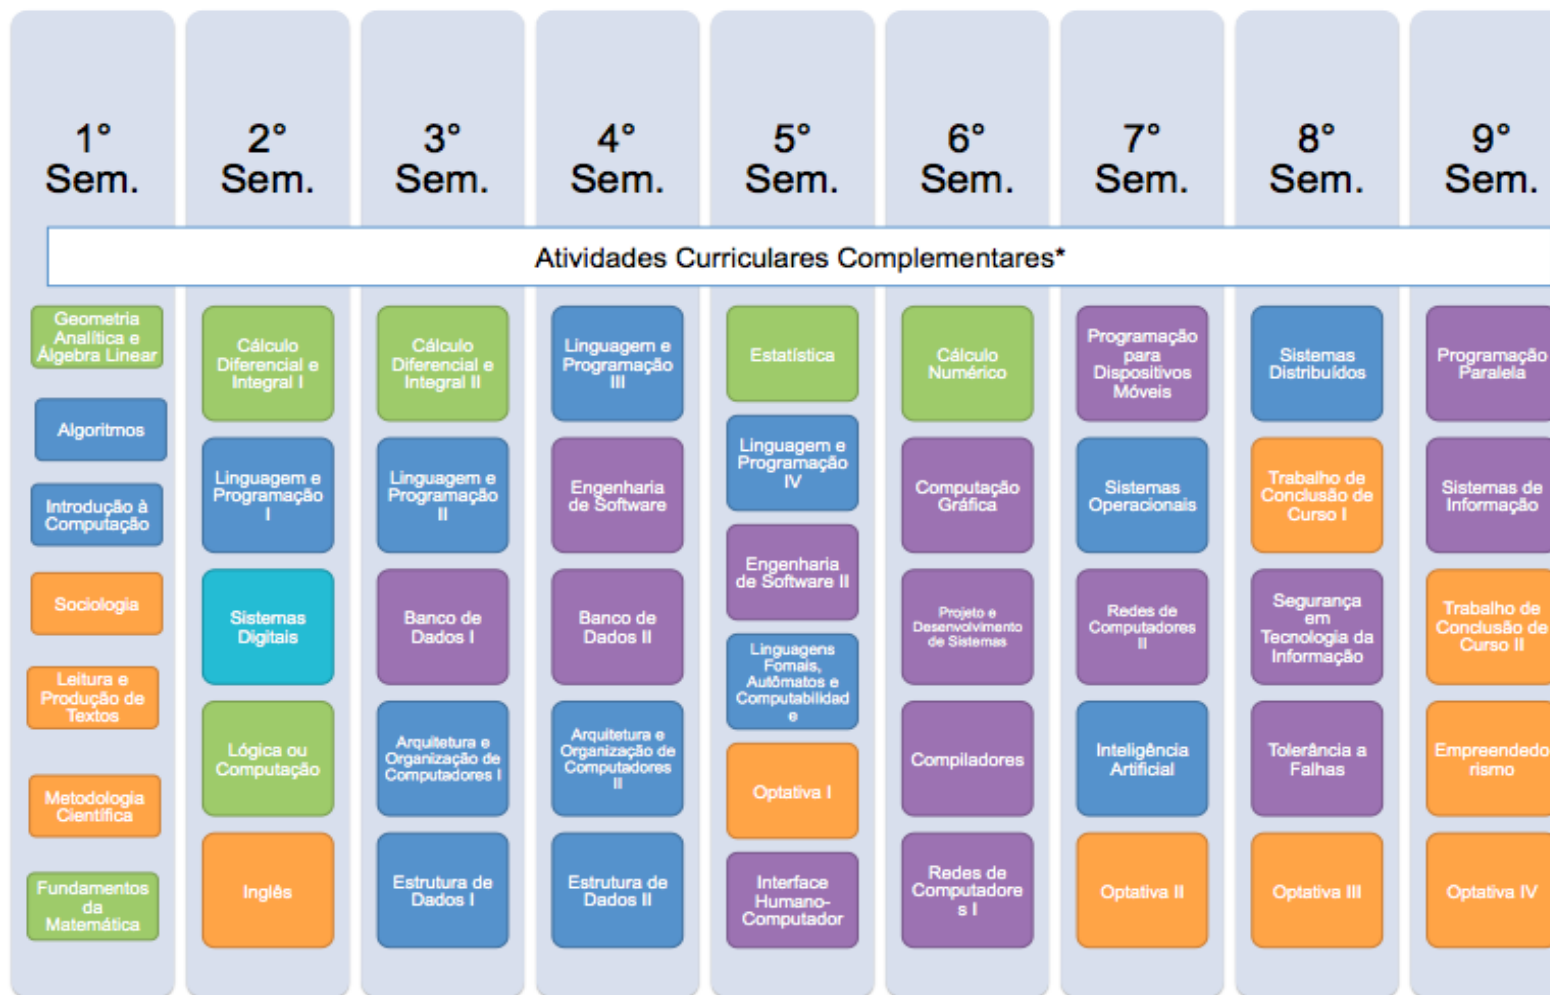 1°
Sem.
2°
Sem.
3°
Sem.
4°
Sem.
5°
Sem.
6°
Sem.
7°
Sem.
8°
Sem.
9°
Sem.
Atividades Curriculares Complementares*
Geometria
Analítica e
Álgebra Linear
Algoritmos
Introdução à
Computação
Sociologia
Leitura e
Produção de
Textos
Metodologia
Científica
Fundamentos
da
Matemática
Cálculo
Diferencial e
Integral I
Linguagem e
Programação
I
Sistemas
Digitais
Lógica ou
Computação
Inglês
Cálculo
Diferencial e
Integral II
Linguagem e
Programação
II
Banco de
Dados I
Arquitetura e
Organização de
Computadores I
Estrutura de
Dados I
Linguagem e
Programação
III
Engenharia
de Software
Banco de
Dados II
Arquitetura e
Organização de
Computadores
II
Estrutura de
Dados II
Estatística
Linguagem e
Programação
IV
Engenharia
de Software II
Linguagens
Fomais,
Autômatos e
Computabilidad
e
Optativa I
Interface
Humano-
Computador
Cálculo
Numérico
Computação
Gráfica
Projeto e
Desenvolvimento
de Sistemas
Compiladores
Redes de
Computadore
s I
Programação
para
Dispositivos
Móveis
Sistemas
Operacionais
Redes de
Computadores
II
Inteligência
Artificial
Optativa II
Sistemas
Distribuídos
Trabalho de
Conclusão de
Curso I
Segurança
em
Tecnologia da
Informação
Tolerância a
Falhas
Optativa III
Programação
Paralela
Sistemas de
Informação
Trabalho de
Conclusão de
Curso II
Empreendedo
rismo
Optativa IV